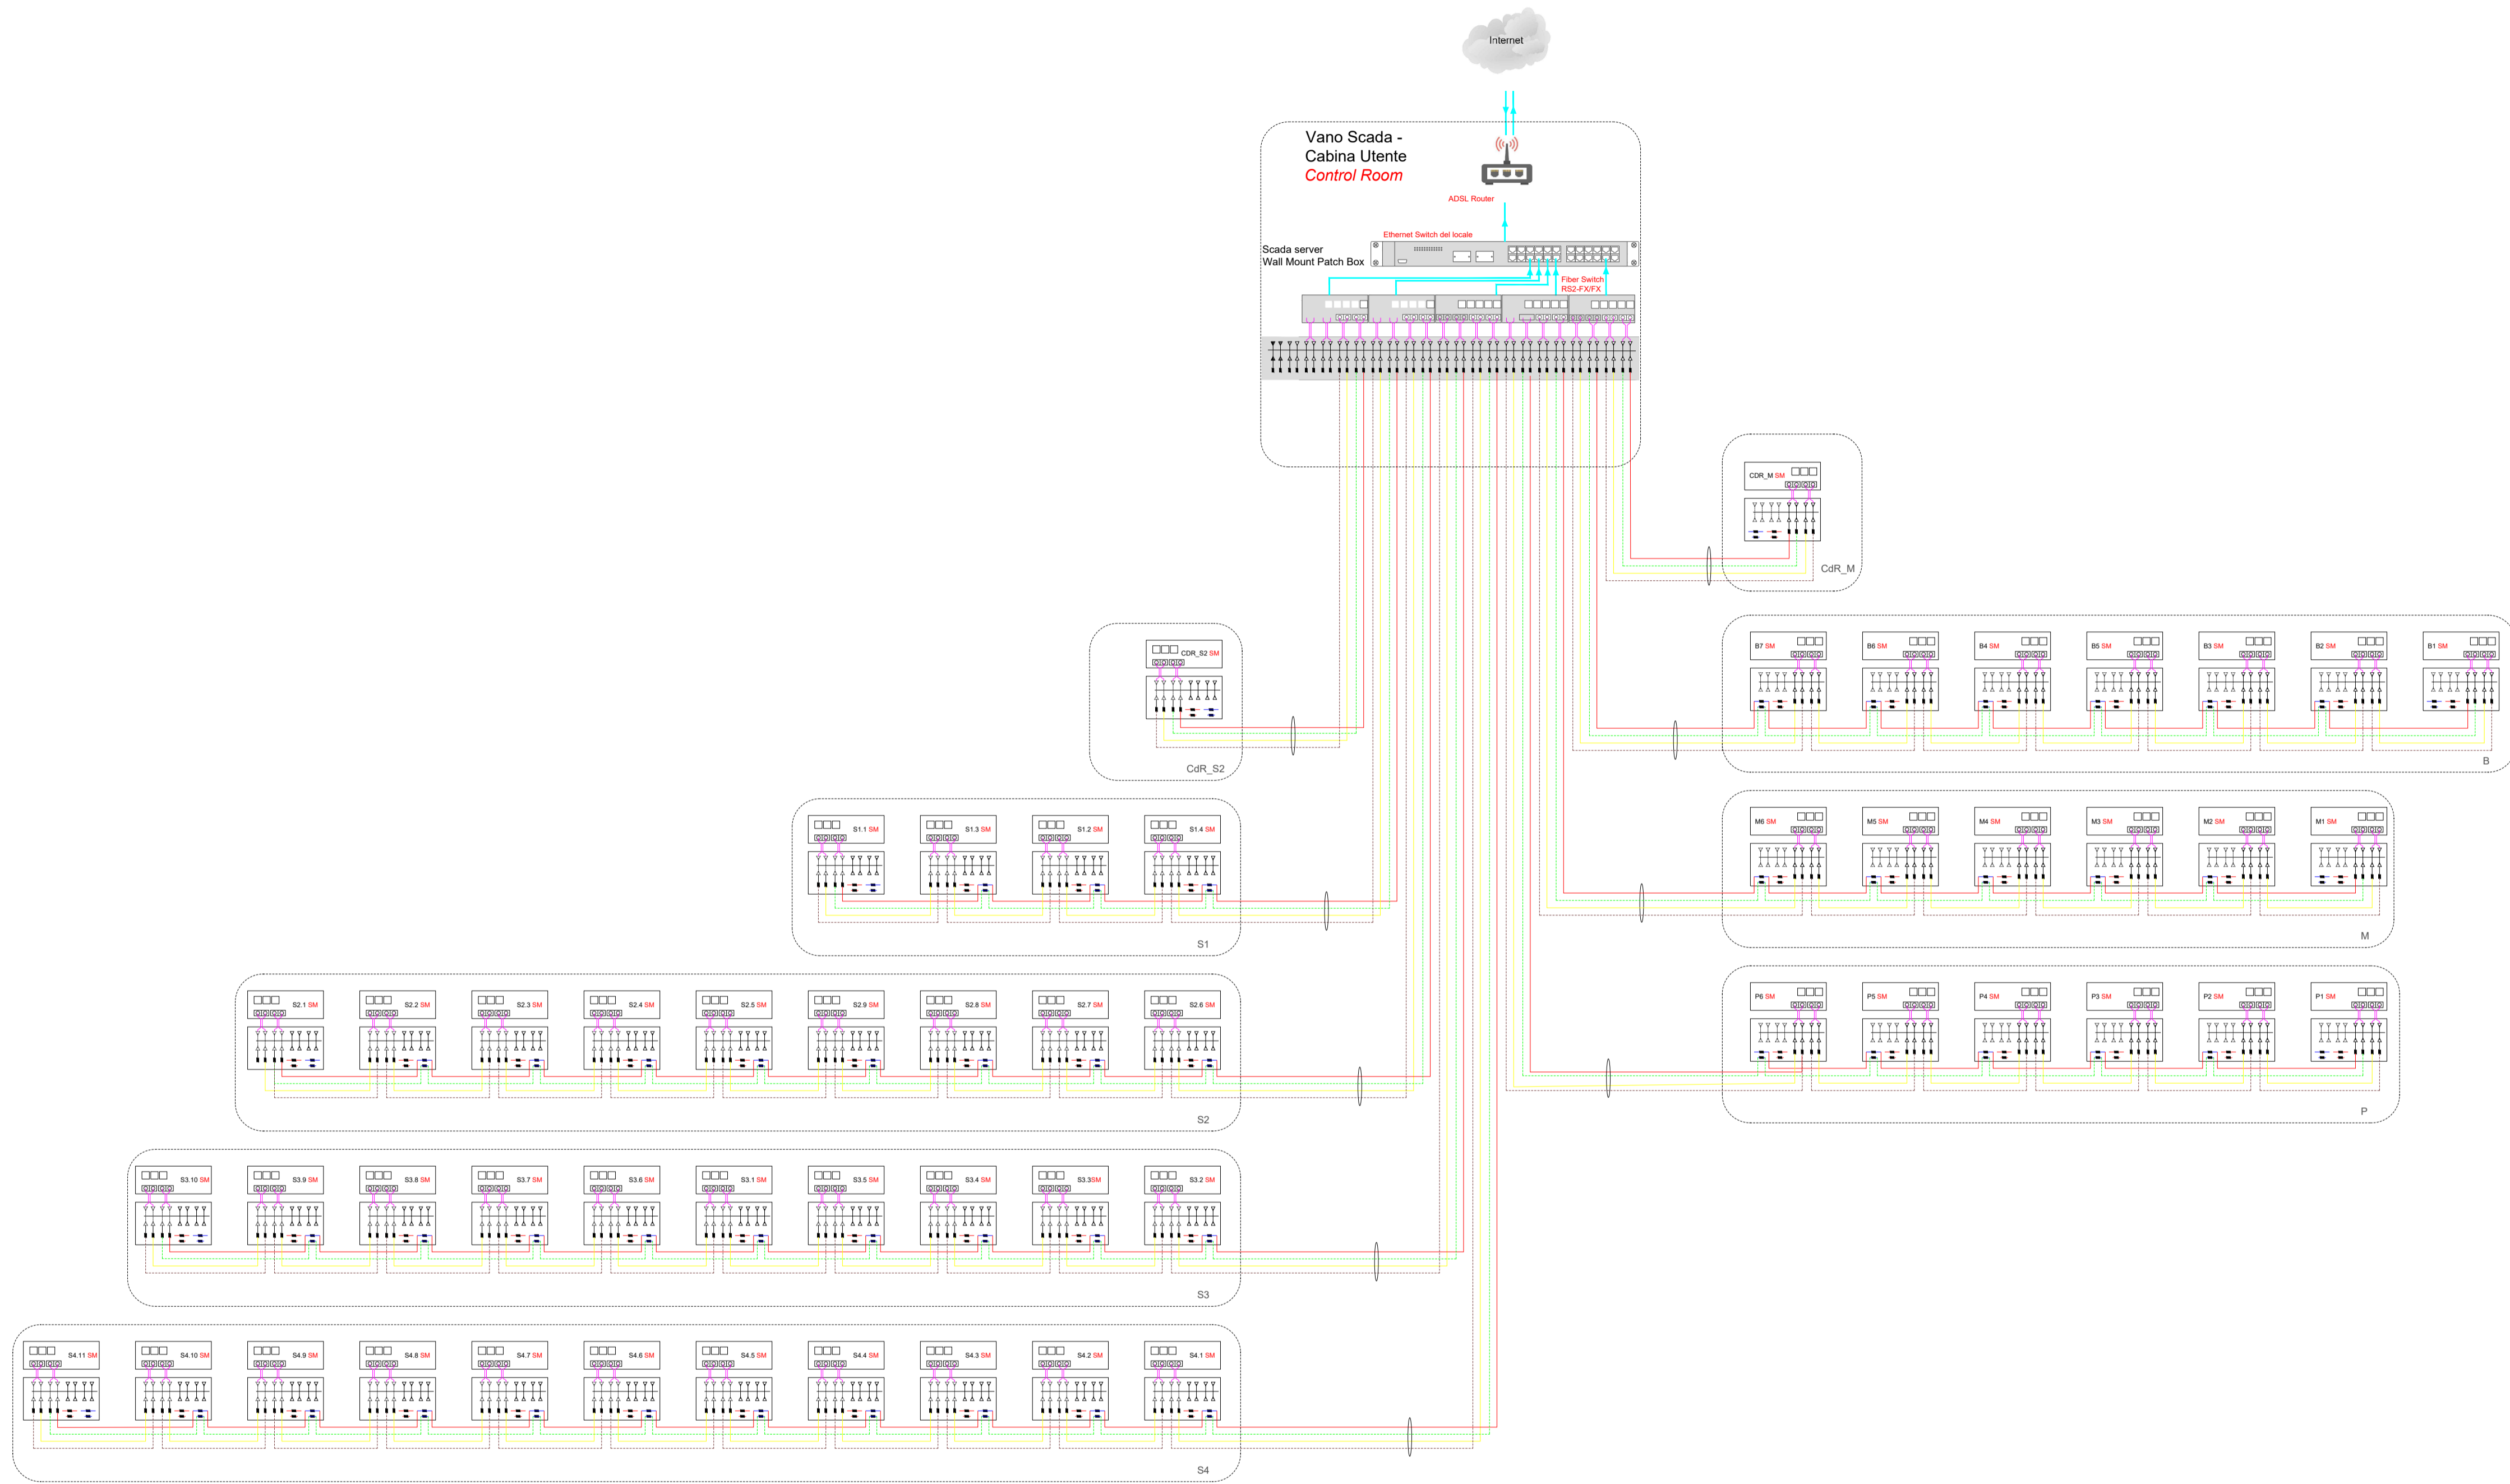 Internet
Vano Scada -
Cabina Utente
Control Room
ADSL Router
Ethernet Switch del locale
Scada server
Wall Mount Patch Box
Fiber Switch
RS2-FX/FX
CDR_M SM
CdR_M
CDR_S2 SM
CdR_S2
B7 SM
B6 SM
B4 SM
B5 SM
B3 SM
B2 SM
B1 SM
B
S1.1 SM
S1.3 SM
S1.2 SM
S1.4 SM
S1
M6 SM
M5 SM
M4 SM
M3 SM
M2 SM
M1 SM
M
S2.1 SM
S2.2 SM
S2.3 SM
S2.4 SM
S2.5 SM
S2.9 SM
S2.8 SM
S2.7 SM
S2.6 SM
S2
P6 SM
P5 SM
P4 SM
P3 SM
P2 SM
P1 SM
P
S3.10 SM
S3.9 SM
S3.8 SM
S3.7 SM
S3.6 SM
S3.1 SM
S3.5 SM
S3.4 SM
S3.3SM
S3.2 SM
S3
S4.11 SM
S4.10 SM
S4.9 SM
S4.8 SM
S4.7 SM
S4.6 SM
S4.5 SM
S4.4 SM
S4.3 SM
S4.2 SM
S4.1 SM
S4